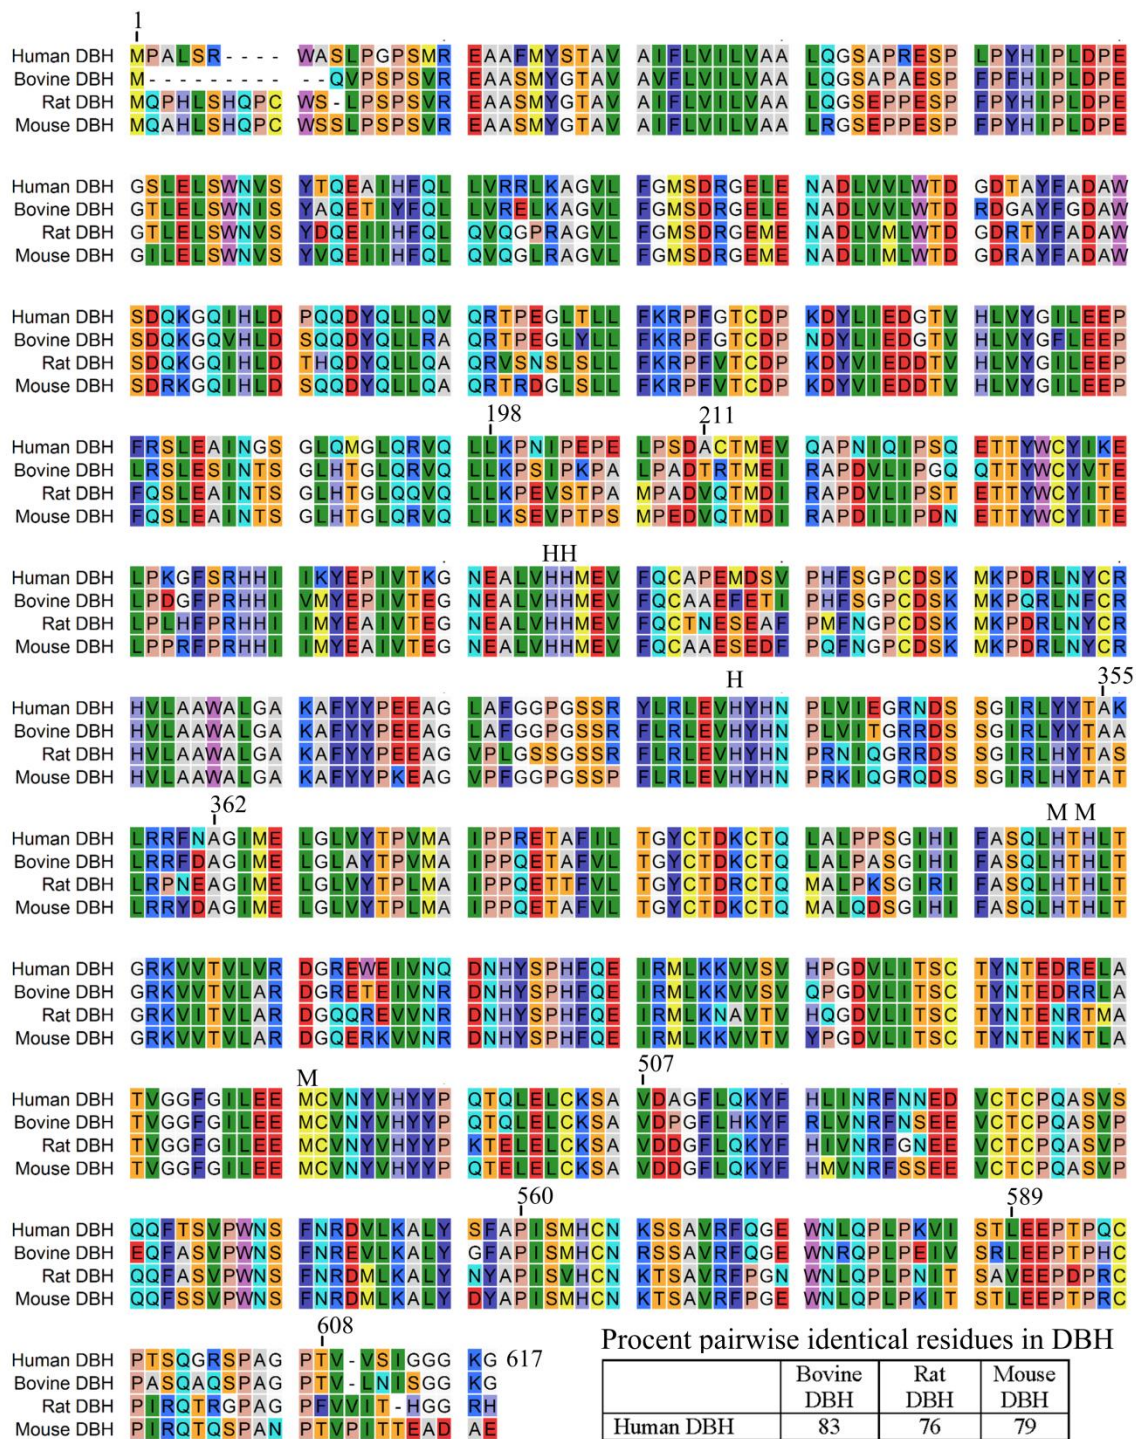 1
Human DBH MPALSR---- WASLPGPSMR EAAFMYSTAV AIFLVILVAA LQGSAPRESP LPYHIPLDPE
Bovine DBH M--------- --QVPSPSVR EAASMYGTAV AVFLVILVAA LQGSAPAESP FPFHIPLDPE
Rat DBH MQPHLSHQPC WS-LPSPSVR EAASMYGTAV AIFLVILVAA LQGSEPPESP FPYHIPLDPE
Mouse DBH MQAHLSHQPC WSSLPSPSVR EAASMYGTAV AIFLVILVAA LRGSEPPESP FPYHIPLDPE
Human DBH GSLELSWNVS YTQEAIHFQL LVRRLKAGVL FGMSDRGELE NADLVVLWTD GDTAYFADAW
Bovine DBH GTLELSWNIS YAQETIYFQL LVRELKAGVL FGMSDRGELE NADLVVLWTD RDGAYFGDAW
Rat DBH GTLELSWNVS YDQEIIHFQL QVQGPRAGVL FGMSDRGEME NADLVMLWTD GDRTYFADAW
Mouse DBH GILELSWNVS YVQEIIHFQL QVQGLRAGVL FGMSDRGEME NADLIMLWTD GDRAYFADAW
Human DBH SDQKGQIHLD PQQDYQLLQV QRTPEGLTLL FKRPFGTCDP KDYLIEDGTV HLVYGILEEP
Bovine DBH SDQKGQVHLD SQQDYQLLRA QRTPEGLYLL FKRPFGTCDP NDYLIEDGTV HLVYGFLEEP
Rat DBH SDQKGQIHLD THQDYQLLQA QRVSNSLSLL FKRPFVTCDP KDYVIEDDTV HLVYGILEEP
Mouse DBH SDRKGQIHLD SQQDYQLLQA QRTRDGLSLL FKRPFVTCDP KDYVIEDDTV HLVYGILEEP
198 211
Human DBH FRSLEAINGS GLQMGLQRVQ LLKPNIPEPE LPSDACTMEV QAPNIQIPSQ ETTYWCYIKE
Bovine DBH LRSLESINTS GLHTGLQRVQ LLKPSIPKPA LPADTRTMEI RAPDVLIPGQ QTTYWCYVTE
Rat DBH FQSLEAINTS GLHTGLQQVQ LLKPEVSTPA MPADVQTMDI RAPDVLIPST ETTYWCYITE
Mouse DBH FQSLEAINTS GLHTGLQRVQ LLKSEVPTPS MPEDVQTMDI RAPDILIPDN ETTYWCYITE
HH
Human DBH LPKGFSRHHI IKYEPIVTKG NEALVHHMEV FQCAPEMDSV PHFSGPCDSK MKPDRLNYCR
Bovine DBH LPDGFPRHHI VMYEPIVTEG NEALVHHMEV FQCAAEFETI PHFSGPCDSK MKPQRLNFCR
Rat DBH LPLHFPRHHI IMYEAIVTEG NEALVHHMEV FQCTNESEAF PMFNGPCDSK MKPDRLNYCR
Mouse DBH LPPRFPRHHI IMYEAIVTEG NEALVHHMEV FQCAAESEDF PQFNGPCDSK MKPDRLNYCR
H 355
Human DBH HVLAAWALGA KAFYYPEEAG LAFGGPGSSR YLRLEVHYHN PLVIEGRNDS SGIRLYYTAK
Bovine DBH HVLAAWALGA KAFYYPEEAG LAFGGPGSSR FLRLEVHYHN PLVITGRRDS SGIRLYYTAA
Rat DBH HVLAAWALGA KAFYYPEEAG VPLGSSGSSR FLRLEVHYHN PRNIQGRRDS SGIRLHYTAS
Mouse DBH HVLAAWALGA KAFYYPKEAG VPFGGPGSSP FLRLEVHYHN PRKIQGRQDS SGIRLHYTAT
362 M M
Human DBH LRRFNAGIME LGLVYTPVMA IPPRETAFIL TGYCTDKCTQ LALPPSGIHI FASQLHTHLT
Bovine DBH LRRFDAGIME LGLAYTPVMA IPPQETAFVL TGYCTDKCTQ LALPASGIHI FASQLHTHLT
Rat DBH LRPNEAGIME LGLVYTPLMA IPPQETTFVL TGYCTDRCTQ MALPKSGIRI FASQLHTHLT
Mouse DBH LRRYDAGIME LGLVYTPLMA IPPQETAFVL TGYCTDKCTQ MALQDSGIHI FASQLHTHLT
Human DBH GRKVVTVLVR DGREWEIVNQ DNHYSPHFQE IRMLKKVVSV HPGDVLITSC TYNTEDRELA
Bovine DBH GRKVVTVLAR DGRETEIVNR DNHYSPHFQE IRMLKKVVSV QPGDVLITSC TYNTEDRRLA
Rat DBH GRKVITVLAR DGQQREVVNR DNHYSPHFQE IRMLKNAVTV HQGDVLITSC TYNTENRTMA
Mouse DBH GRKVVTVLAR DGQERKVVNR DNHYSPHFQE IRMLKKVVTV YPGDVLITSC TYNTENKTLA
M 507
Human DBH TVGGFGILEE MCVNYVHYYP QTQLELCKSA VDAGFLQKYF HLINRFNNED VCTCPQASVS
Bovine DBH TVGGFGILEE MCVNYVHYYP QTQLELCKSA VDPGFLHKYF RLVNRFNSEE VCTCPQASVP
Rat DBH TVGGFGILEE MCVNYVHYYP KTELELCKSA VDDGFLQKYF HIVNRFGNEE VCTCPQASVP
Mouse DBH TVGGFGILEE MCVNYVHYYP QTELELCKSA VDDGFLQKYF HMVNRFSSEE VCTCPQASVP
560 589
Human DBH QQFTSVPWNS FNRDVLKALY SFAPISMHCN KSSAVRFQGE WNLQPLPKVI STLEEPTPQC
Bovine DBH EQFASVPWNS FNREVLKALY GFAPISMHCN RSSAVRFQGE WNRQPLPEIV SRLEEPTPHC
Rat DBH QQFASVPWNS FNRDMLKALY NYAPISVHCN KTSAVRFPGN WNLQPLPNIT SAVEEPDPRC
Mouse DBH QQFSSVPWNS FNRDMLKALY DYAPISMHCN KTSAVRFPGE WNLQPLPKIT STLEEPTPRC
608
Human DBH PTSQGRSPAG PTV-VSIGGG KG 617
Bovine DBH PASQAQSPAG PTV-LNISGG KG
Rat DBH PIRQTRGPAG PFVVIT-HGG RH
Mouse DBH PIRQTQSPAN PTVPITTEAD AE
Procent pairwise identical residues in DBH
Bovine DBH Rat DBH Mouse DBH
Human DBH 83 76 79